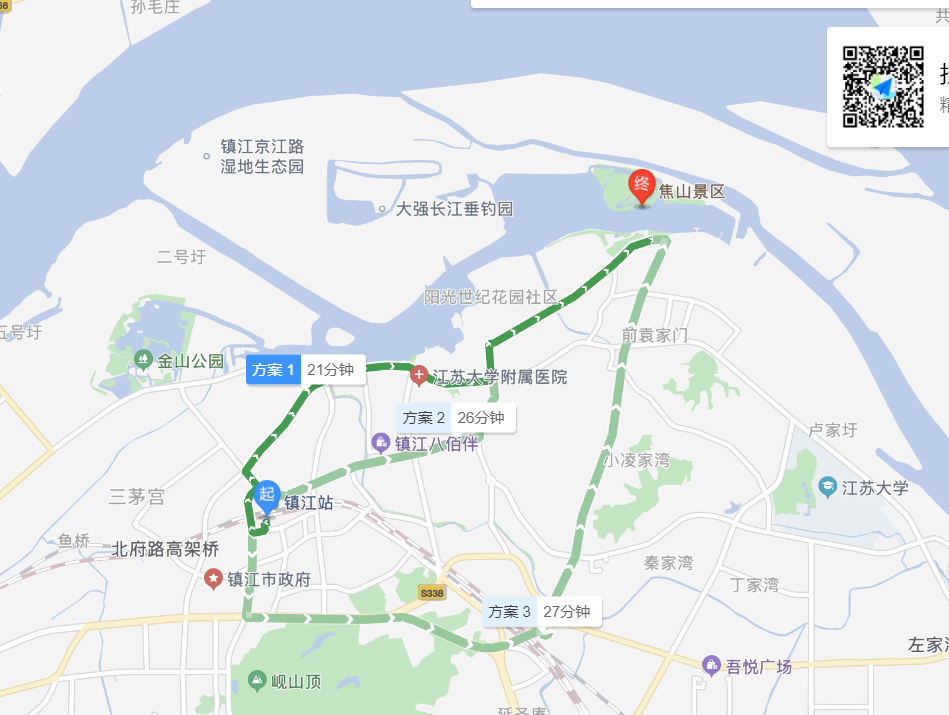 孙毛庄
共
镇江京江路
湿地生态园
终
焦山景区
大强长江垂钓园
二号圩
阳光世纪花园社区
五号圩
前袁家门
金山公园
方案 1 21分钟
江苏大学附属医院
方案 2 26分钟
镇江八佰伴
卢家圩
小凌家湾
江苏大学
三茅宫
起
镇江站
鱼桥
北府路高架桥
秦家湾
镇江市政府
丁家湾
S338
方案 3 27分钟
左家湾
吾悦广场
岘山顶